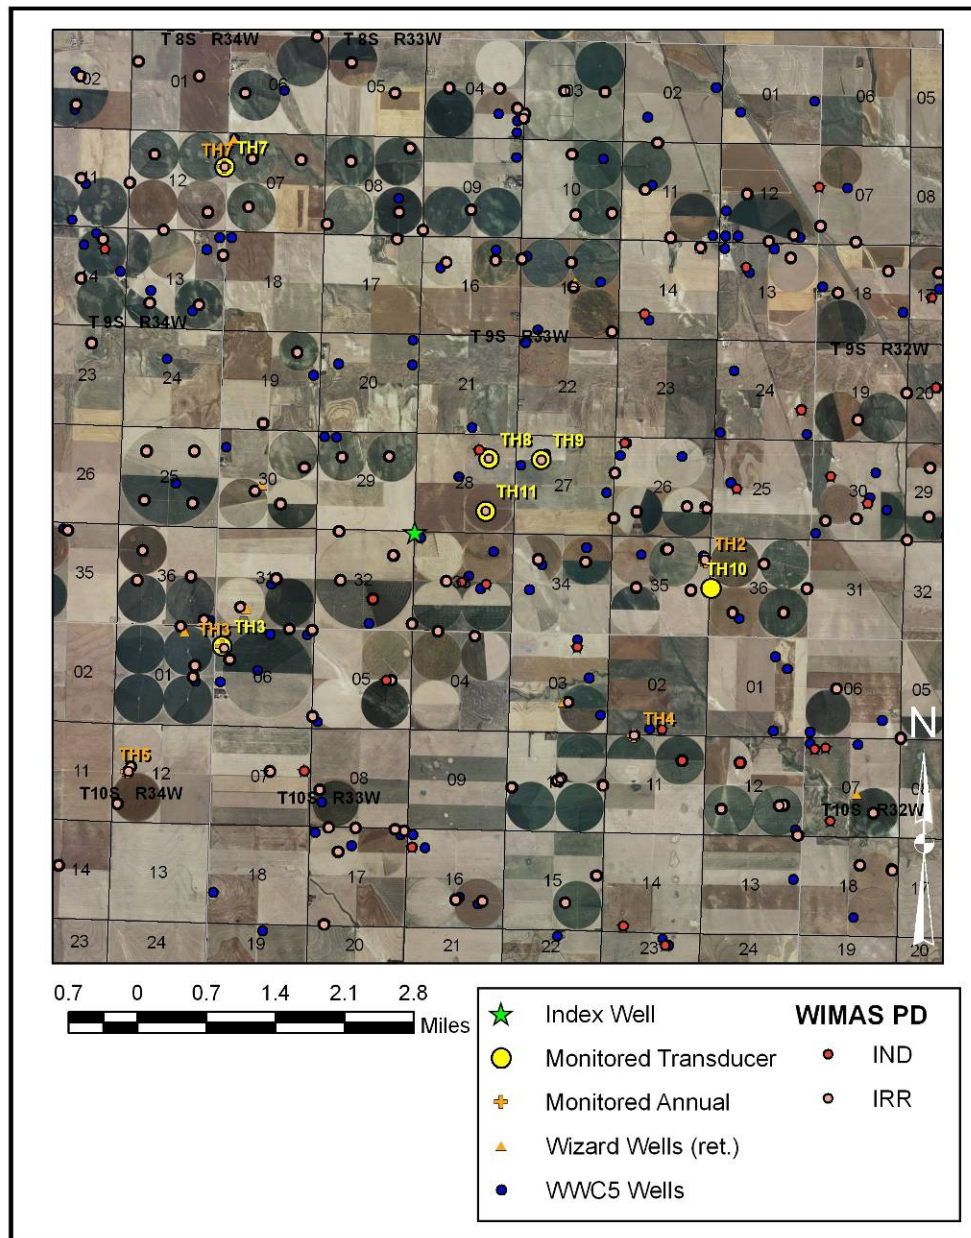 T 8S R34W T 8S R33W
02 01 06 05 04 03 02 01 06 05
TH7 TH7
11 12 07 08 09 10 11 12 07 08
14 13 18 17 16 15 14 13 18 17
T 9S R34W T 9S R33W T 9S R32W
23 24 19 20 21 22 23 24 19 20
TH8 TH9
26 25 30 29 28 27 26 25 30 29
TH11
TH2
TH10
35 36 31 32 33 34 35 36 31 32
TH3 TH3
02 01 06 05 04 03 02 01 06 05
TH4
N
TH5
11 12 07 08 09 10 11 12 07 08
T10S R34W T10S R33W T10S R32W
14 13 18 17 16 15 14 13 18 17
23 24 19 20 21 22 23 24 19 20
0.7 0 0.7 1.4 2.1 2.8
Miles
Index Well
Monitored Transducer
Monitored Annual
Wizard Wells (ret.)
WWC5 Wells
WIMAS PD
IND
IRR